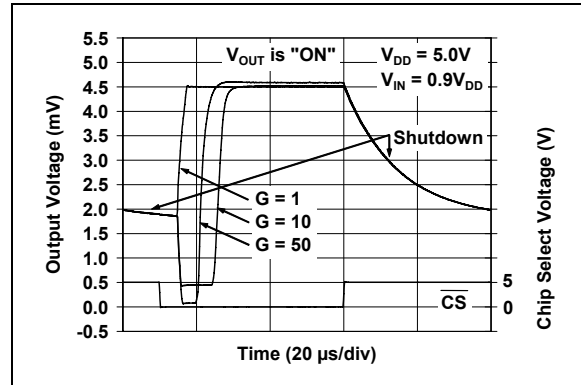 5.5
5.0
4.5
4.0
3.5
3.0
2.5
2.0
1.5
1.0
0.5
0.0
-0.5
Output Voltage (mV)
VOUT is "ON"
VDD = 5.0V
VIN = 0.9VDD
Shutdown
G = 1
G = 10
G = 50
CS
5
0
Chip Select Voltage (V)
Time (20 µs/div)